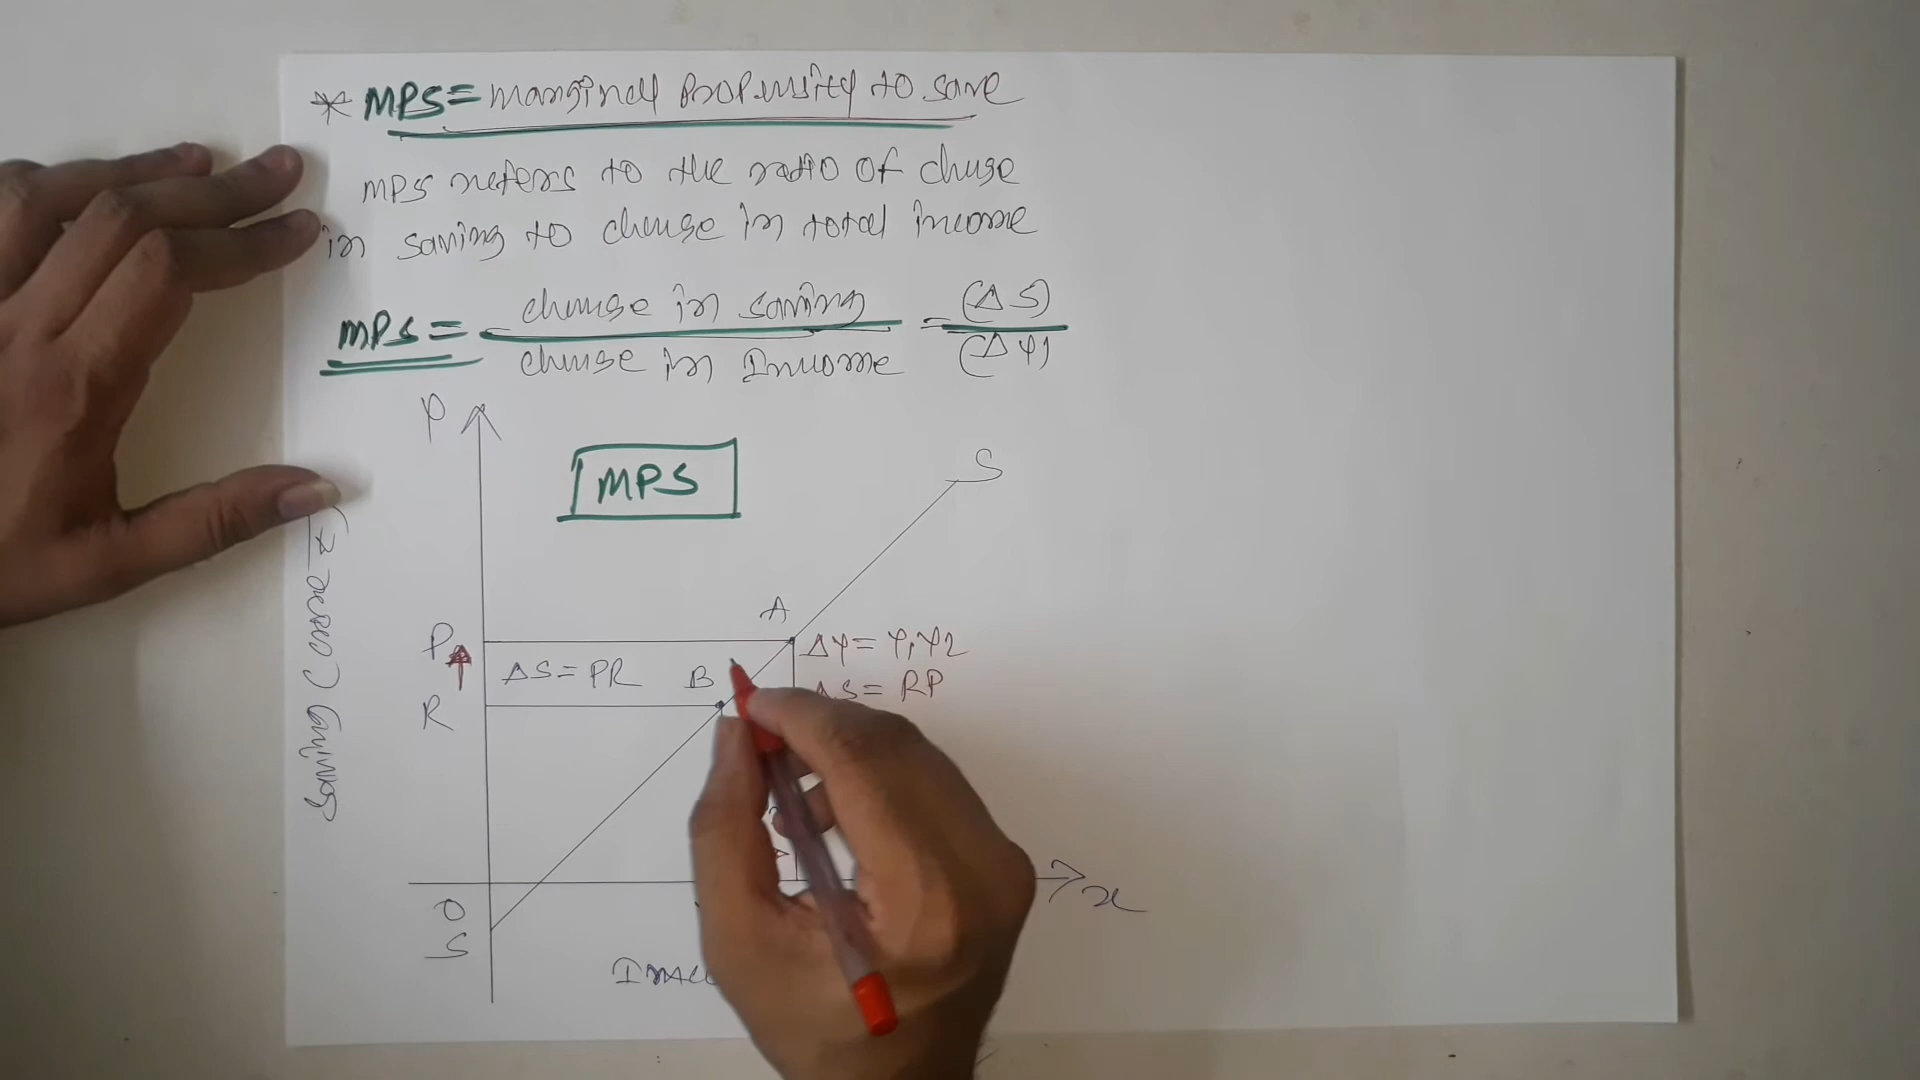 * MPS = marginal propensity to save
MPS refers to the ratio of change
in saving to change in total income
MPS = change in saving / change in Income = (ΔS) / (ΔY)
Y
MPS
S
A
P
ΔY = Y1Y2
ΔS = PR
B
ΔS = RP
R
Saving (crores)
x
O
S